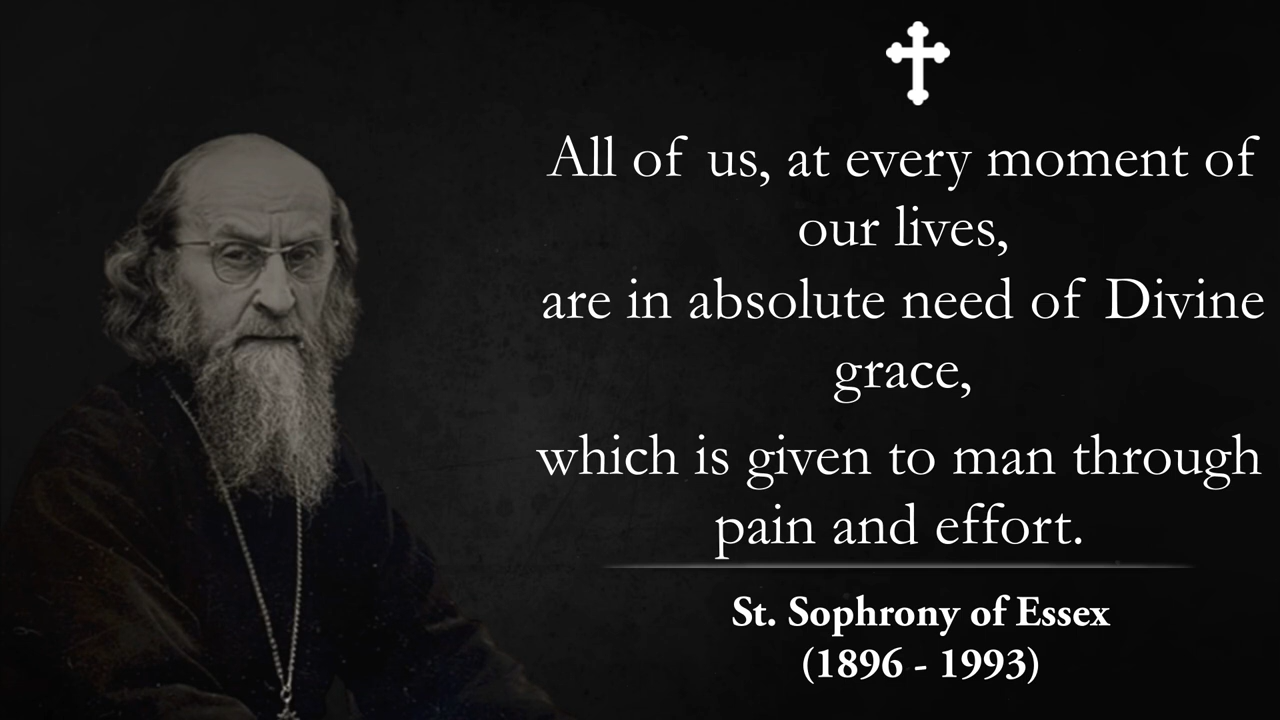 All of us, at every moment of
our lives,
are in absolute need of Divine
grace,
which is given to man through
pain and effort.
St. Sophrony of Essex
(1896 - 1993)